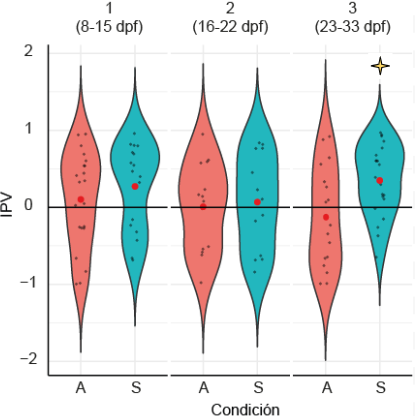 1 2 3
(8-15 dpf) (16-22 dpf) (23-33 dpf)
2
1
0
−1
−2
IPV
A S A S A S
Condición